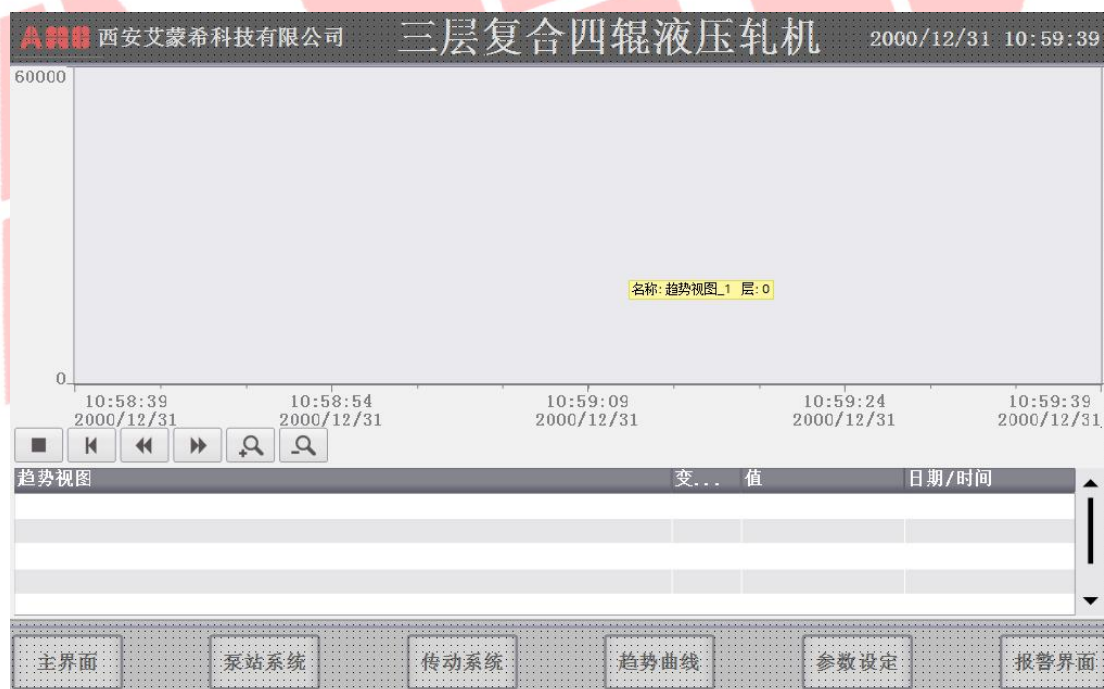 西安艾蒙希科技有限公司 三层复合四辊液压轧机 2000/12/31 10:59:39
60000
名称: 趋势视图_1 层: 0
0
10:58:39 10:58:54 10:59:09 10:59:24 10:59:39
2000/12/31 2000/12/31 2000/12/31 2000/12/31 2000/12/31
趋势视图 变... 值 日期/时间
主界面 泵站系统 传动系统 趋势曲线 参数设定 报警界面